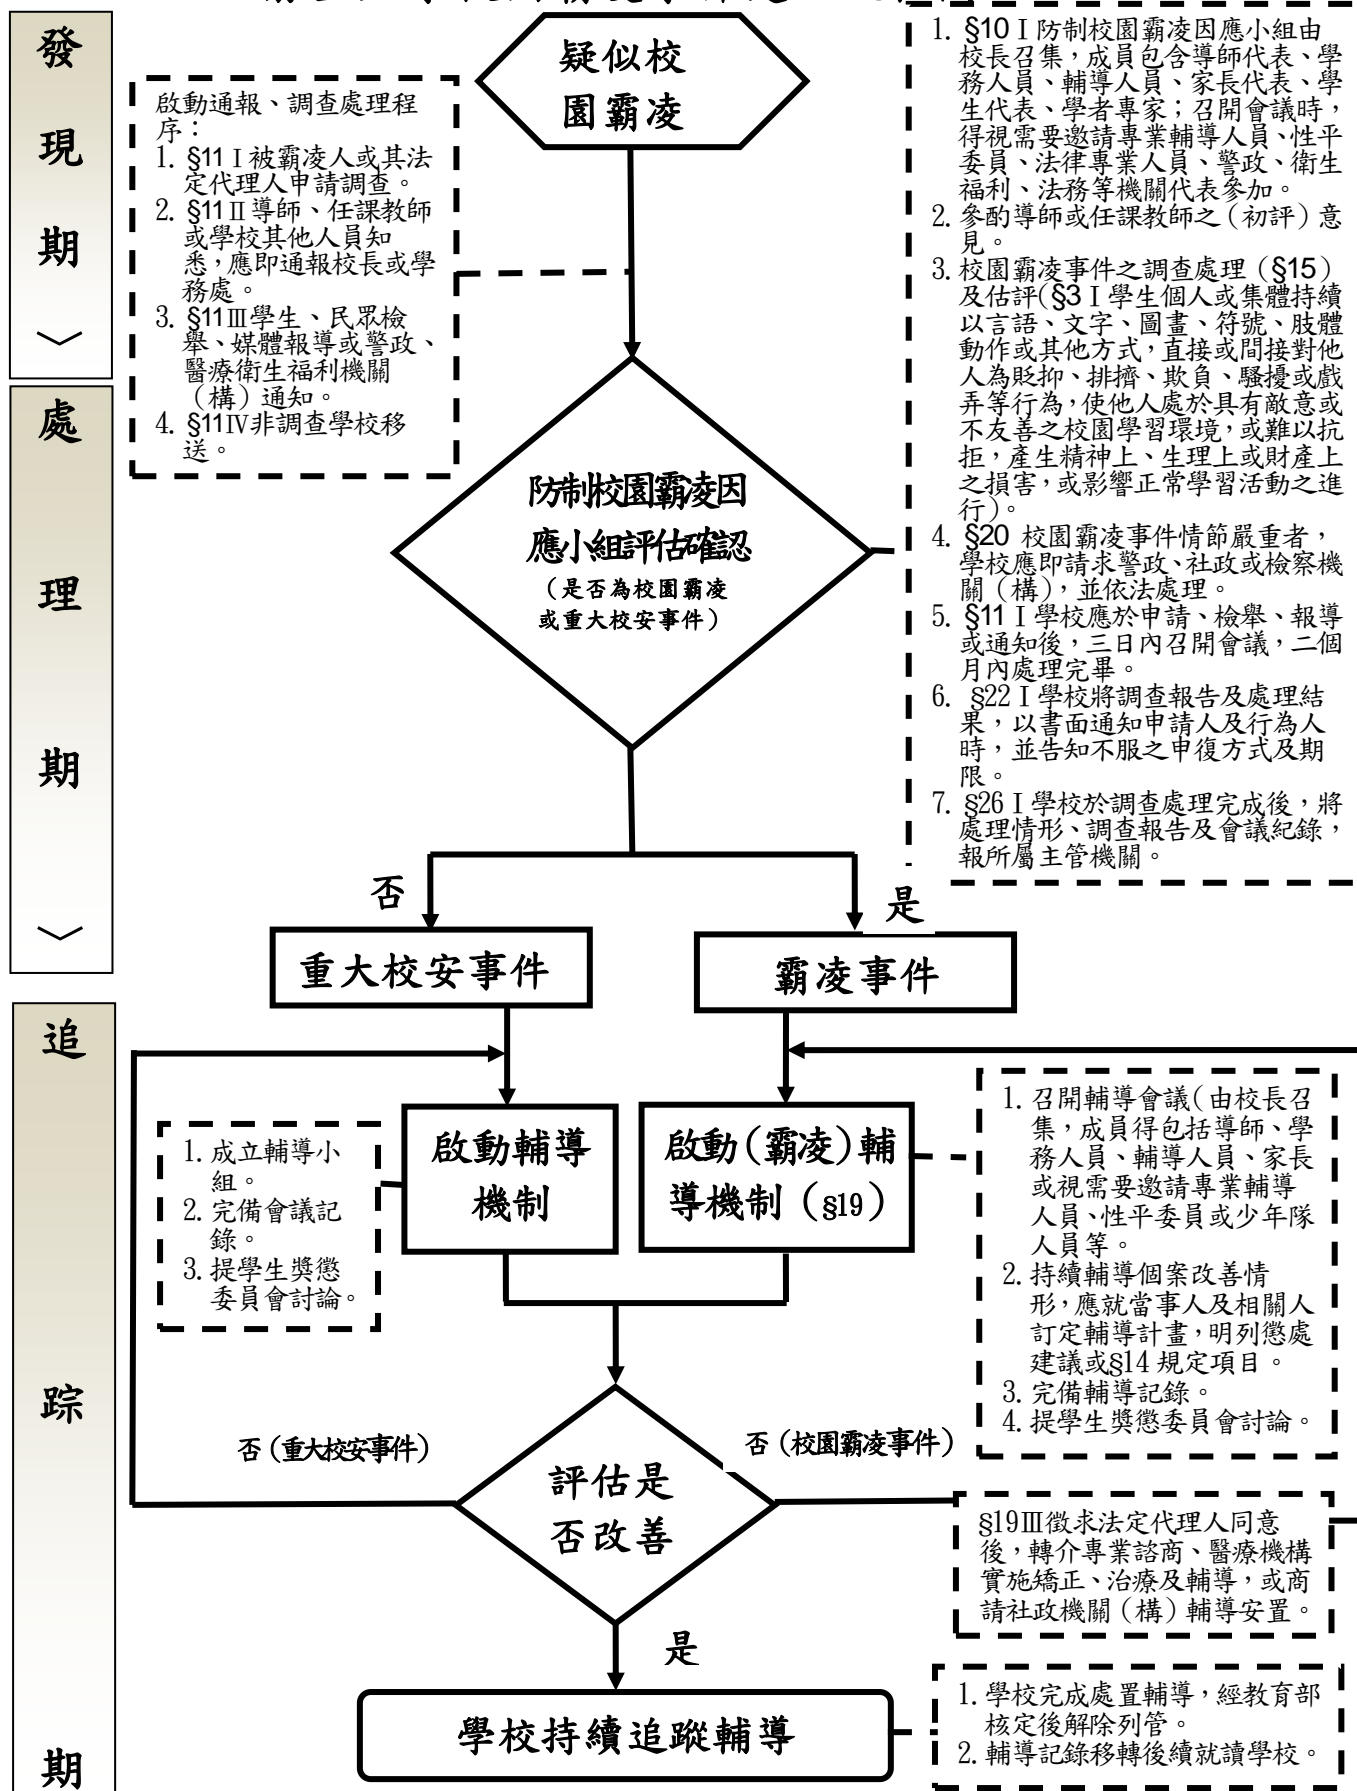 發
現
期
﹀
疑似校
園霸凌
啟動通報、調查處理程
序：
1. §11 I 被霸凌人或其法
定代理人申請調查。
2. §11 II 導師、任課教師
或學校其他人員知
悉，應即通報校長或學
務處。
3. §11III學生、民眾檢
舉、媒體報導或警政、
醫療衛生福利機關
（構）通知。
4. §11IV非調查學校移
送。
1. §10 I 防制校園霸凌因應小組由
校長召集，成員包含導師代表、學
務人員、輔導人員、家長代表、學
生代表、學者專家；召開會議時，
得視需要邀請專業輔導人員、性平
委員、法律專業人員、警政、衛生
福利、法務等機關代表參加。
2. 參酌導師或任課教師之（初評）意
見。
3. 校園霸凌事件之調查處理（§15）
及估評(§3 I 學生個人或集體持續
以言語、文字、圖畫、符號、肢體
動作或其他方式，直接或間接對他
人為貶抑、排擠、欺負、騷擾或戲
弄等行為，使他人處於具有敵意或
不友善之校園學習環境，或難以抗
拒，產生精神上、生理上或財產上
之損害，或影響正常學習活動之進
行)。
4. §20 校園霸凌事件情節嚴重者，
學校應即請求警政、社政或檢察機
關（構），並依法處理。
5. §11 I 學校應於申請、檢舉、報導
或通知後，三日內召開會議，二個
月內處理完畢。
6. §22 I 學校將調查報告及處理結
果，以書面通知申請人及行為人
時，並告知不服之申復方式及期
限。
7. §26 I 學校於調查處理完成後，將
處理情形、調查報告及會議紀錄，
報所屬主管機關。
處
理
期
﹀
防制校園霸凌因
應小組評估確認
（是否為校園霸凌
或重大校安事件）
否
是
重大校安事件
霸凌事件
追
踪
期
1. 成立輔導小
組。
2. 完備會議記
錄。
3. 提學生獎懲
委員會討論。
啟動輔導
機制
啟動(霸凌)輔
導機制（§19）
1. 召開輔導會議(由校長召
集，成員得包括導師、學
務人員、輔導人員、家長
或視需要邀請專業輔導
人員、性平委員或少年隊
人員等。
2. 持續輔導個案改善情
形，應就當事人及相關人
訂定輔導計畫，明列懲處
建議或§14 規定項目。
3. 完備輔導記錄。
4. 提學生獎懲委員會討論。
否（重大校安事件）
否（校園霸凌事件）
評估是
否改善
§19III徵求法定代理人同意
後，轉介專業諮商、醫療機構
實施矯正、治療及輔導，或商
請社政機關（構）輔導安置。
是
學校持續追蹤輔導
1. 學校完成處置輔導，經教育部
核定後解除列管。
2. 輔導記錄移轉後續就讀學校。